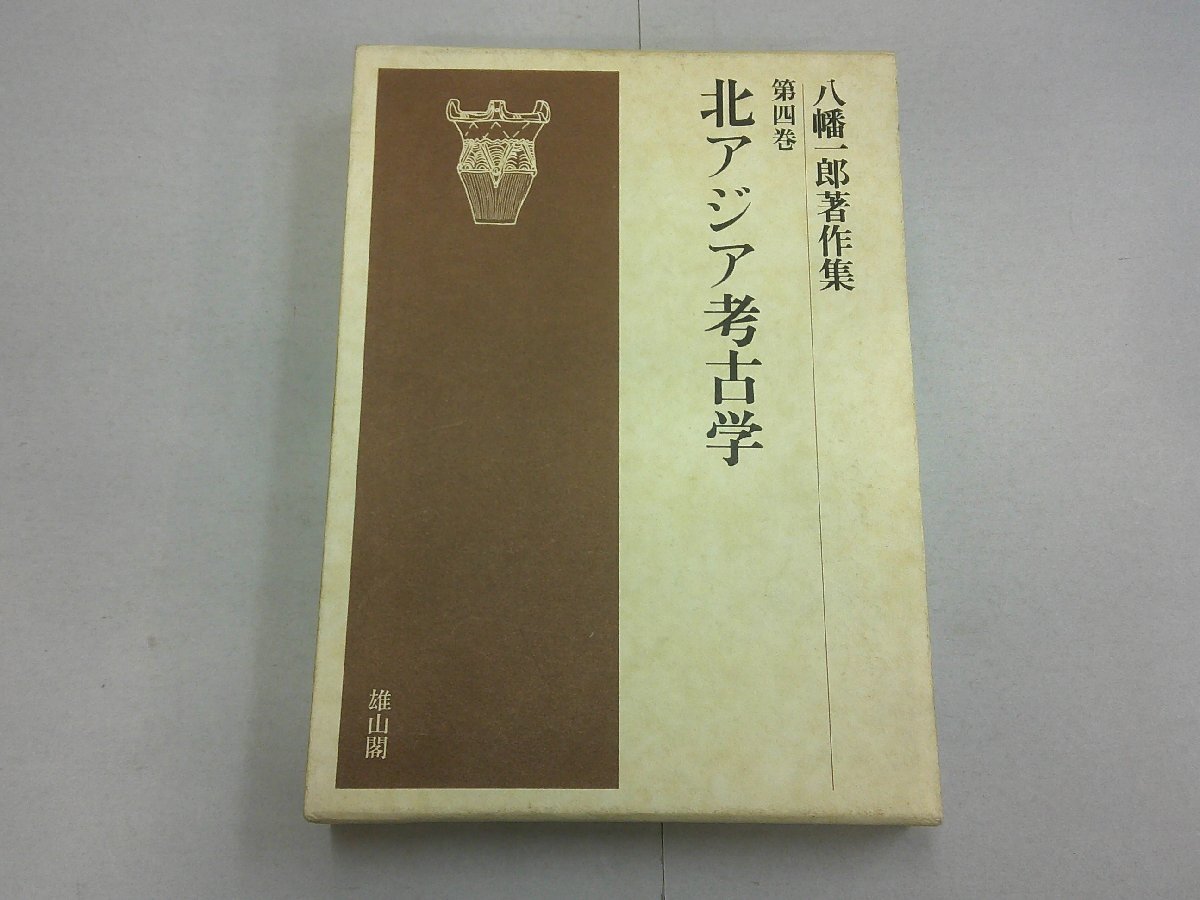 八幡一郎著作集
第四巻
北アジア考古学
雄山閣